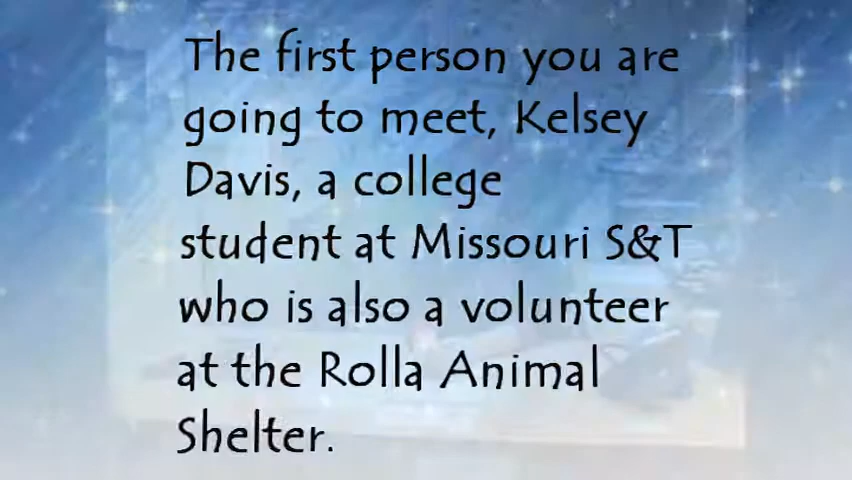 The first person you are
going to meet, Kelsey
Davis, a college
student at Missouri S&T
who is also a volunteer
at the Rolla Animal
Shelter.